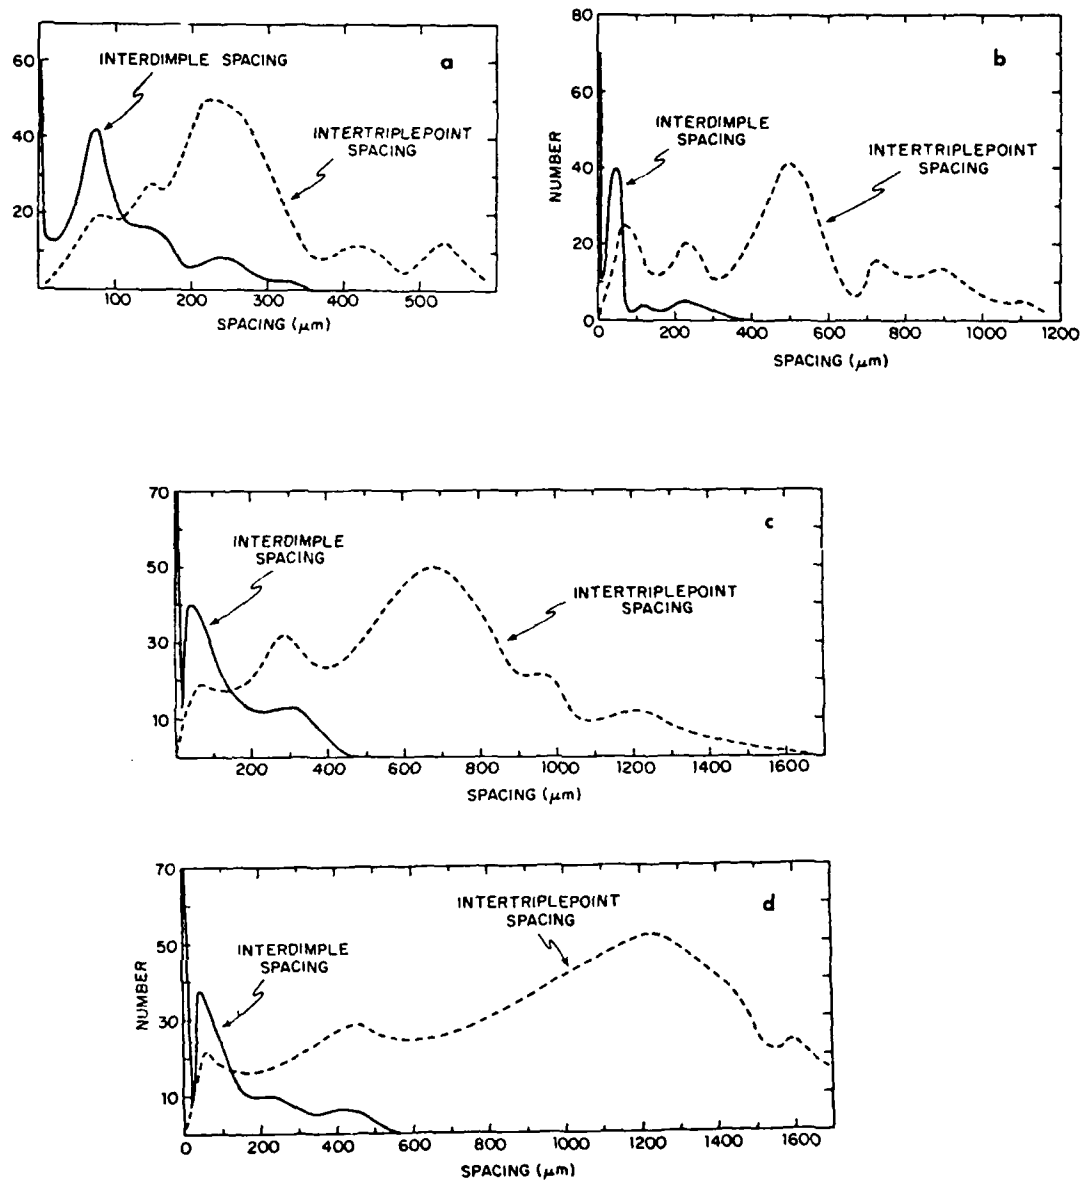 a
60
40
20
INTERDIMPLE SPACING
INTERTRIPLEPOINT
SPACING
100 200 300 400 500
SPACING (μm)
b
NUMBER
80
60
40
20
0
INTERDIMPLE
SPACING
INTERTRIPLEPOINT
SPACING
0 200 400 600 800 1000 1200
SPACING (μm)
c
70
50
30
10
INTERDIMPLE
SPACING
INTERTRIPLEPOINT
SPACING
200 400 600 800 1000 1200 1400 1600
SPACING (μm)
d
NUMBER
70
50
30
10
INTERDIMPLE
SPACING
INTERTRIPLEPOINT
SPACING
0 200 400 600 800 1000 1200 1400 1600
SPACING (μm)